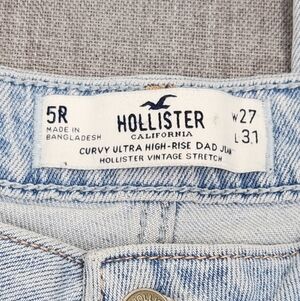 5R
MADE IN
BANGLADESH
HOLLISTER
CALIFORNIA
W27
L31
CURVY ULTRA HIGH-RISE DAD
HOLLISTER VINTAGE STRETCH